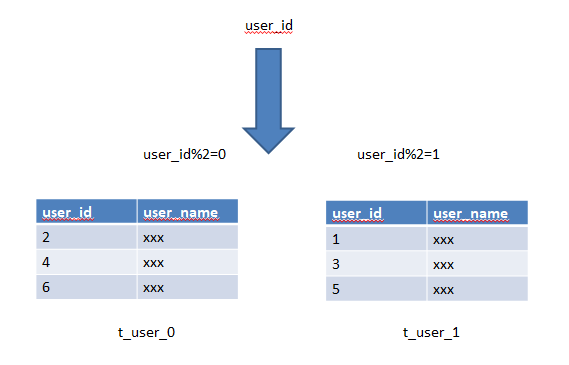 user_id
user_id%2=0 user_id%2=1
user_id user_name user_id user_name
2 xxx 1 xxx
4 xxx 3 xxx
6 xxx 5 xxx
t_user_0 t_user_1